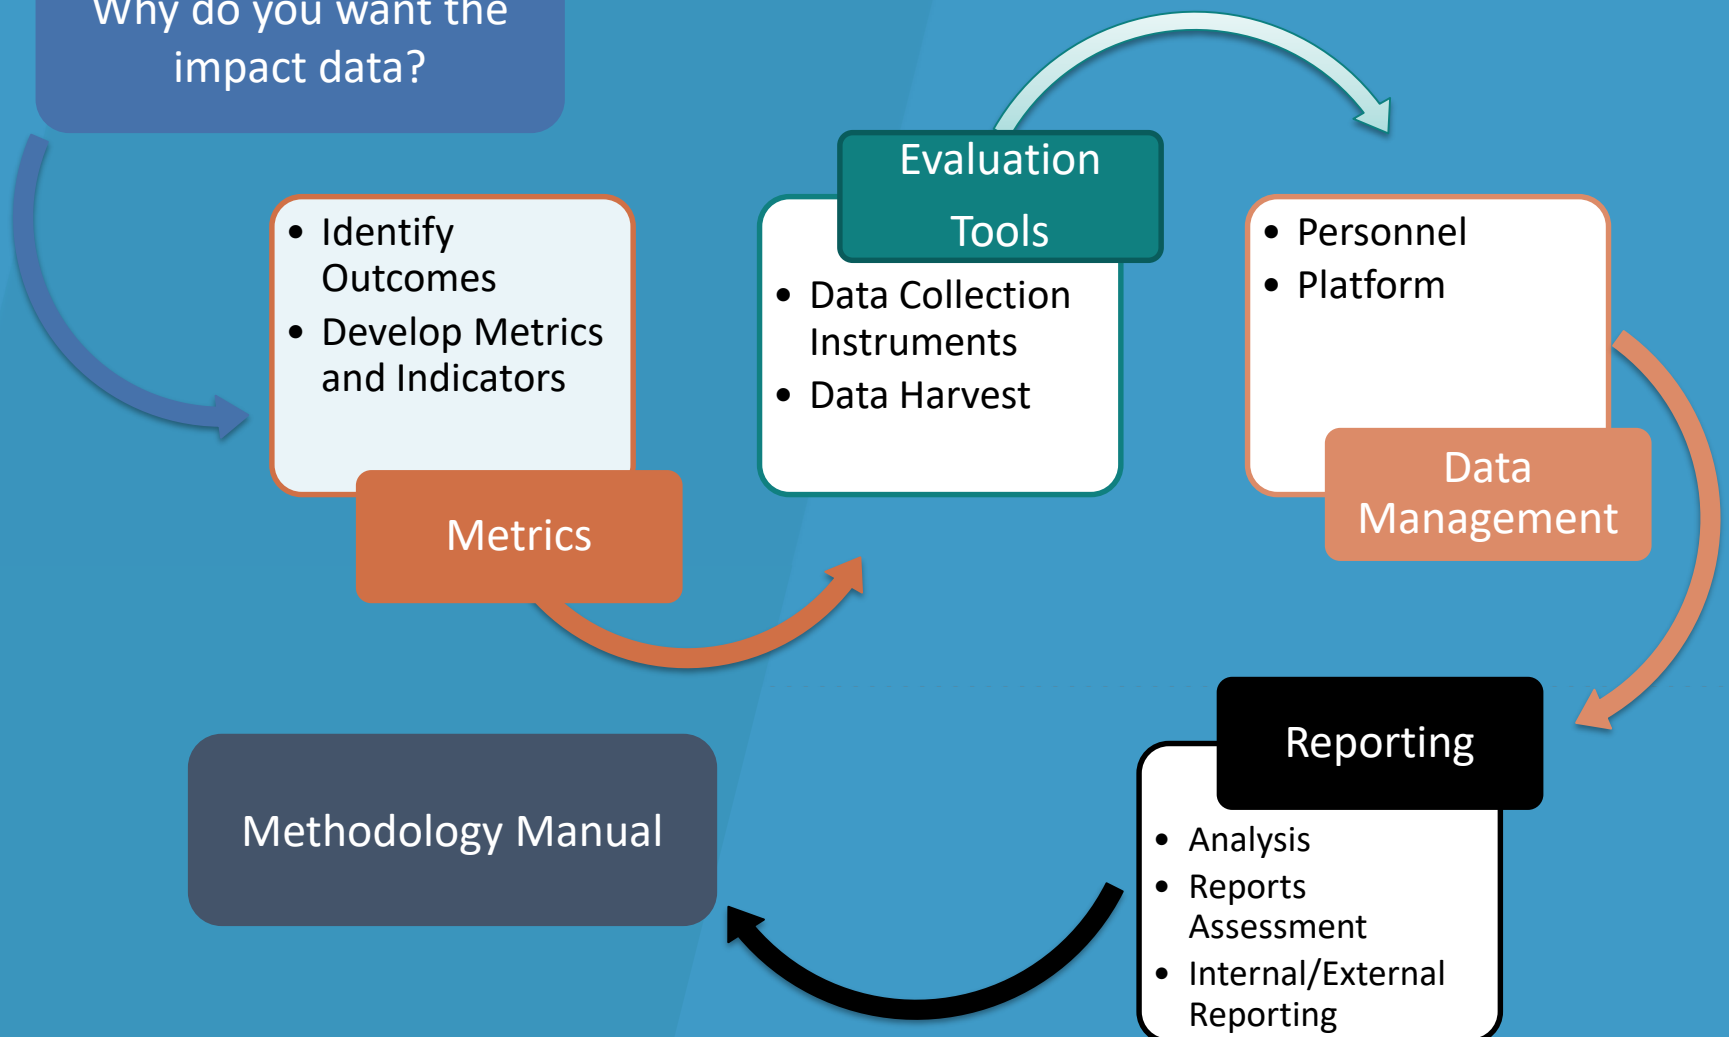 Why do you want the
impact data?
• Identify
Outcomes
• Develop Metrics
and Indicators
Metrics
Evaluation
Tools
• Data Collection
Instruments
• Data Harvest
• Personnel
• Platform
Data
Management
Reporting
• Analysis
• Reports
Assessment
• Internal/External
Reporting
Methodology Manual